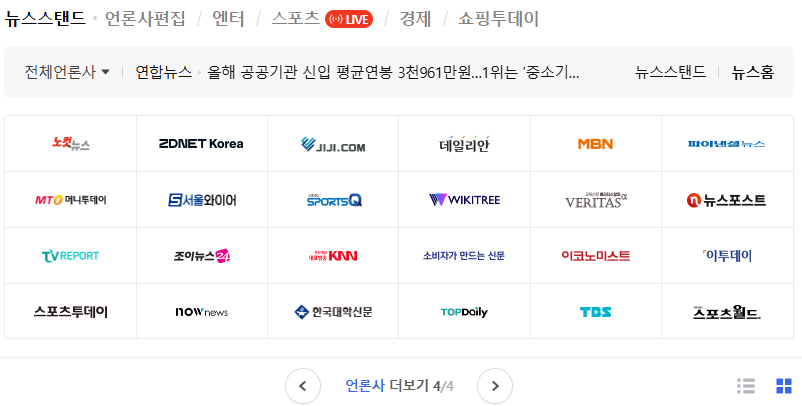 뉴스스탠드 · 언론사편집 / 엔터 / 스포츠 LIVE / 경제 / 쇼핑투데이
전체언론사 연합뉴스 · 올해 공공기관 신입 평균연봉 3천961만원...1위는 '중소기... 뉴스스탠드 뉴스홈
노컷뉴스 ZDNET Korea JIJI.COM 데일리안 MBN 파이낸셜뉴스
MTO 머니투데이 S서울와이어 SPORTSQ WIKITREE VERITAS α 뉴스포스트
TVREPORT 조이뉴스24 KNN 소비자가 만드는 신문 이코노미스트 이투데이
스포츠투데이 nownews 한국대학신문 TOPDaily TBS 스포츠월드
언론사 더보기 4/4